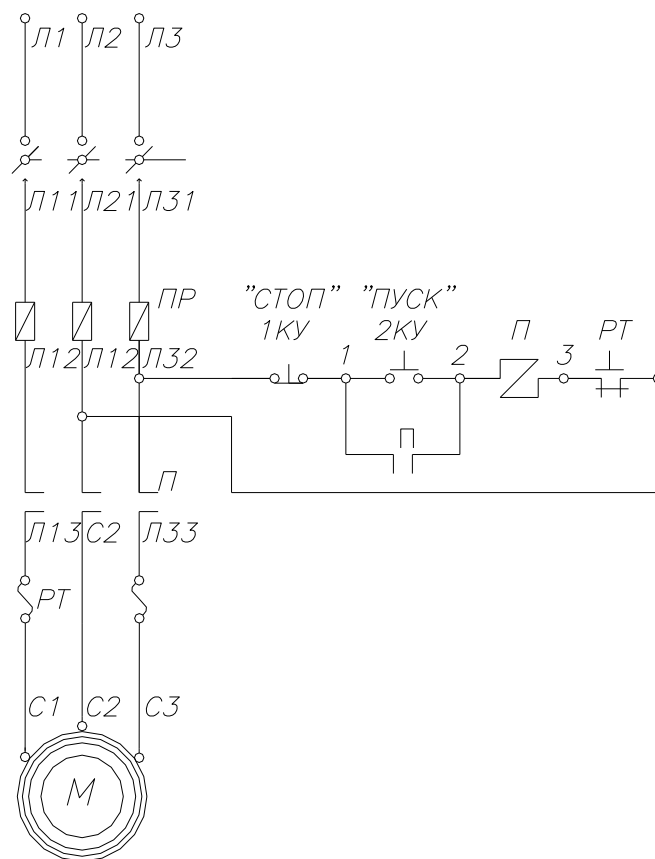 Л1 Л2 Л3
Л11 Л21 Л31
ПР "СТОП" "ПУСК"
1КУ 2КУ П РТ
Л12 Л12 Л32 1 2 3
П
П
Л13 С2 Л33
РТ
С1 С2 С3
М